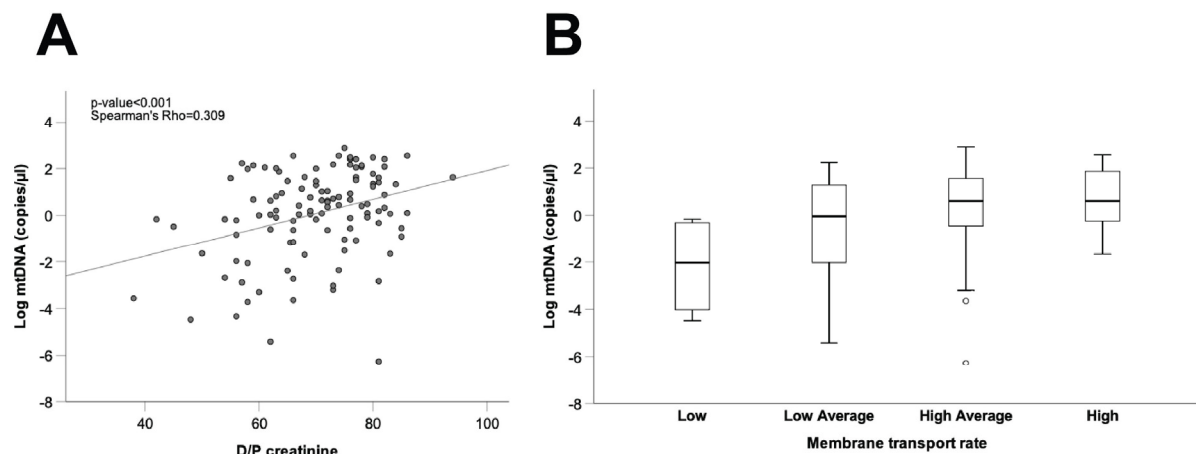 A
B
p-value<0.001
Spearman's Rho=0.309
Log mtDNA (copies/µl)
4
2
0
-2
-4
-6
-8
40
60
80
100
D/P creatinine
Log mtDNA (copies/µl)
4
2
0
-2
-4
-6
-8
Low
Low Average
High Average
High
Membrane transport rate